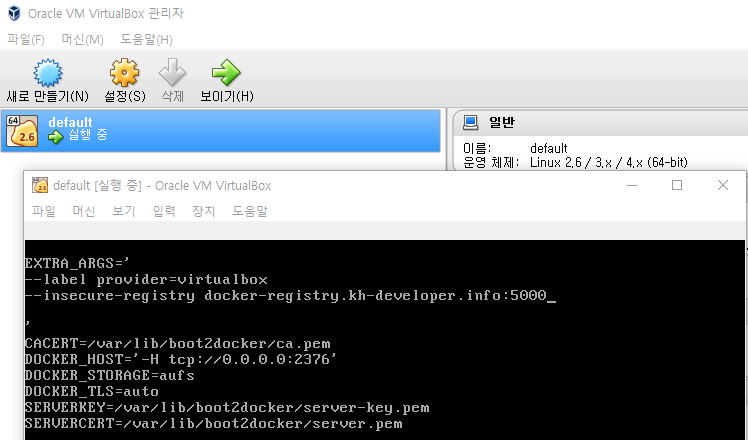 Oracle VM VirtualBox 관리자
파일(F) 머신(M) 도움말(H)
새로 만들기(N) 설정(S) 삭제 보이기(H)
64
2.6
default
실행 중
일반
이름: default
운영 체제: Linux 2.6 / 3.x / 4.x (64-bit)
default [실행 중] - Oracle VM VirtualBox
파일 머신 보기 입력 장치 도움말
EXTRA_ARGS='
--label provider=virtualbox
--insecure-registry docker-registry.kh-developer.info:5000_
'
CACERT=/var/lib/boot2docker/ca.pem
DOCKER_HOST='-H tcp://0.0.0.0:2376'
DOCKER_STORAGE=aufs
DOCKER_TLS=auto
SERVERKEY=/var/lib/boot2docker/server-key.pem
SERVERCERT=/var/lib/boot2docker/server.pem